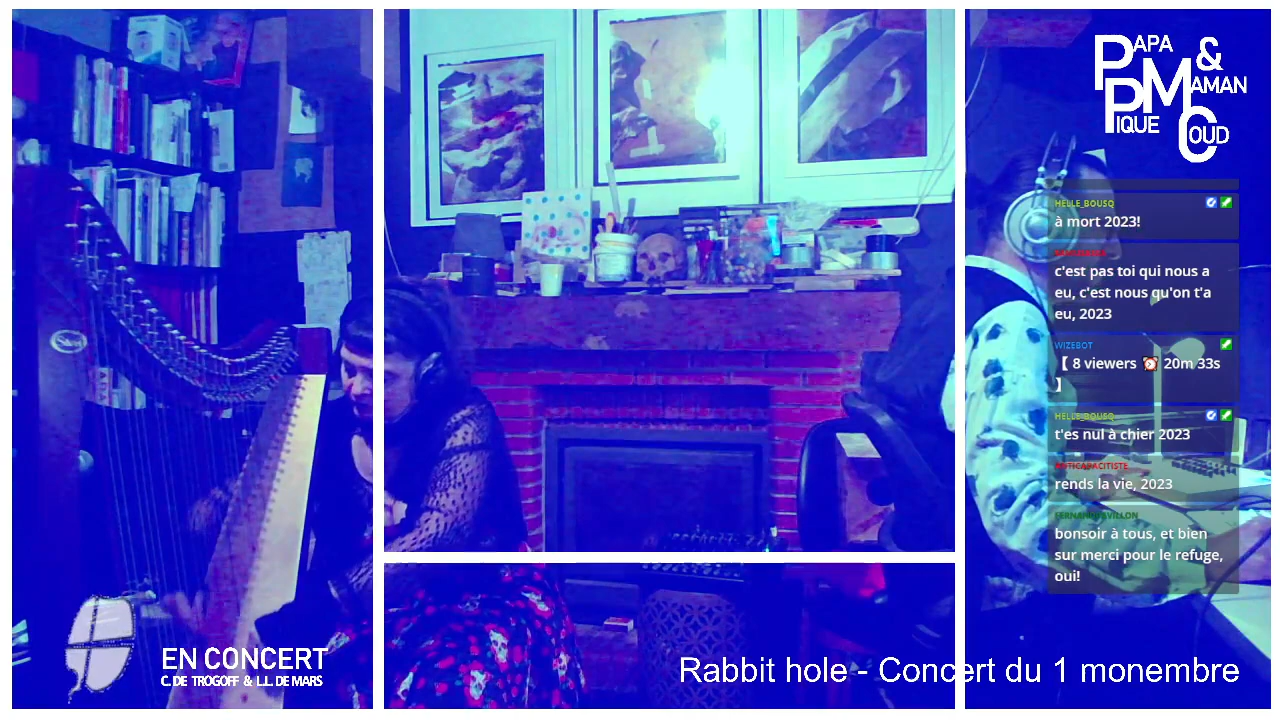 PAPA
& MAMAN
PIQUE
COUD
HELLE_BOUSQ
à mort 2023!
c'est pas toi qui nous a
eu, c'est nous qu'on t'a
eu, 2023
WIZEBOT
【 8 viewers ⏰ 20m 33s
】
HELLE_BOUSQ
t'es nul à chier 2023
rends la vie, 2023
bonsoir à tous, et bien
sur merci pour le refuge,
oui!
EN CONCERT
C. DE TROGOFF & L.L. DE MARS
Rabbit hole - Concert du 1 monembre